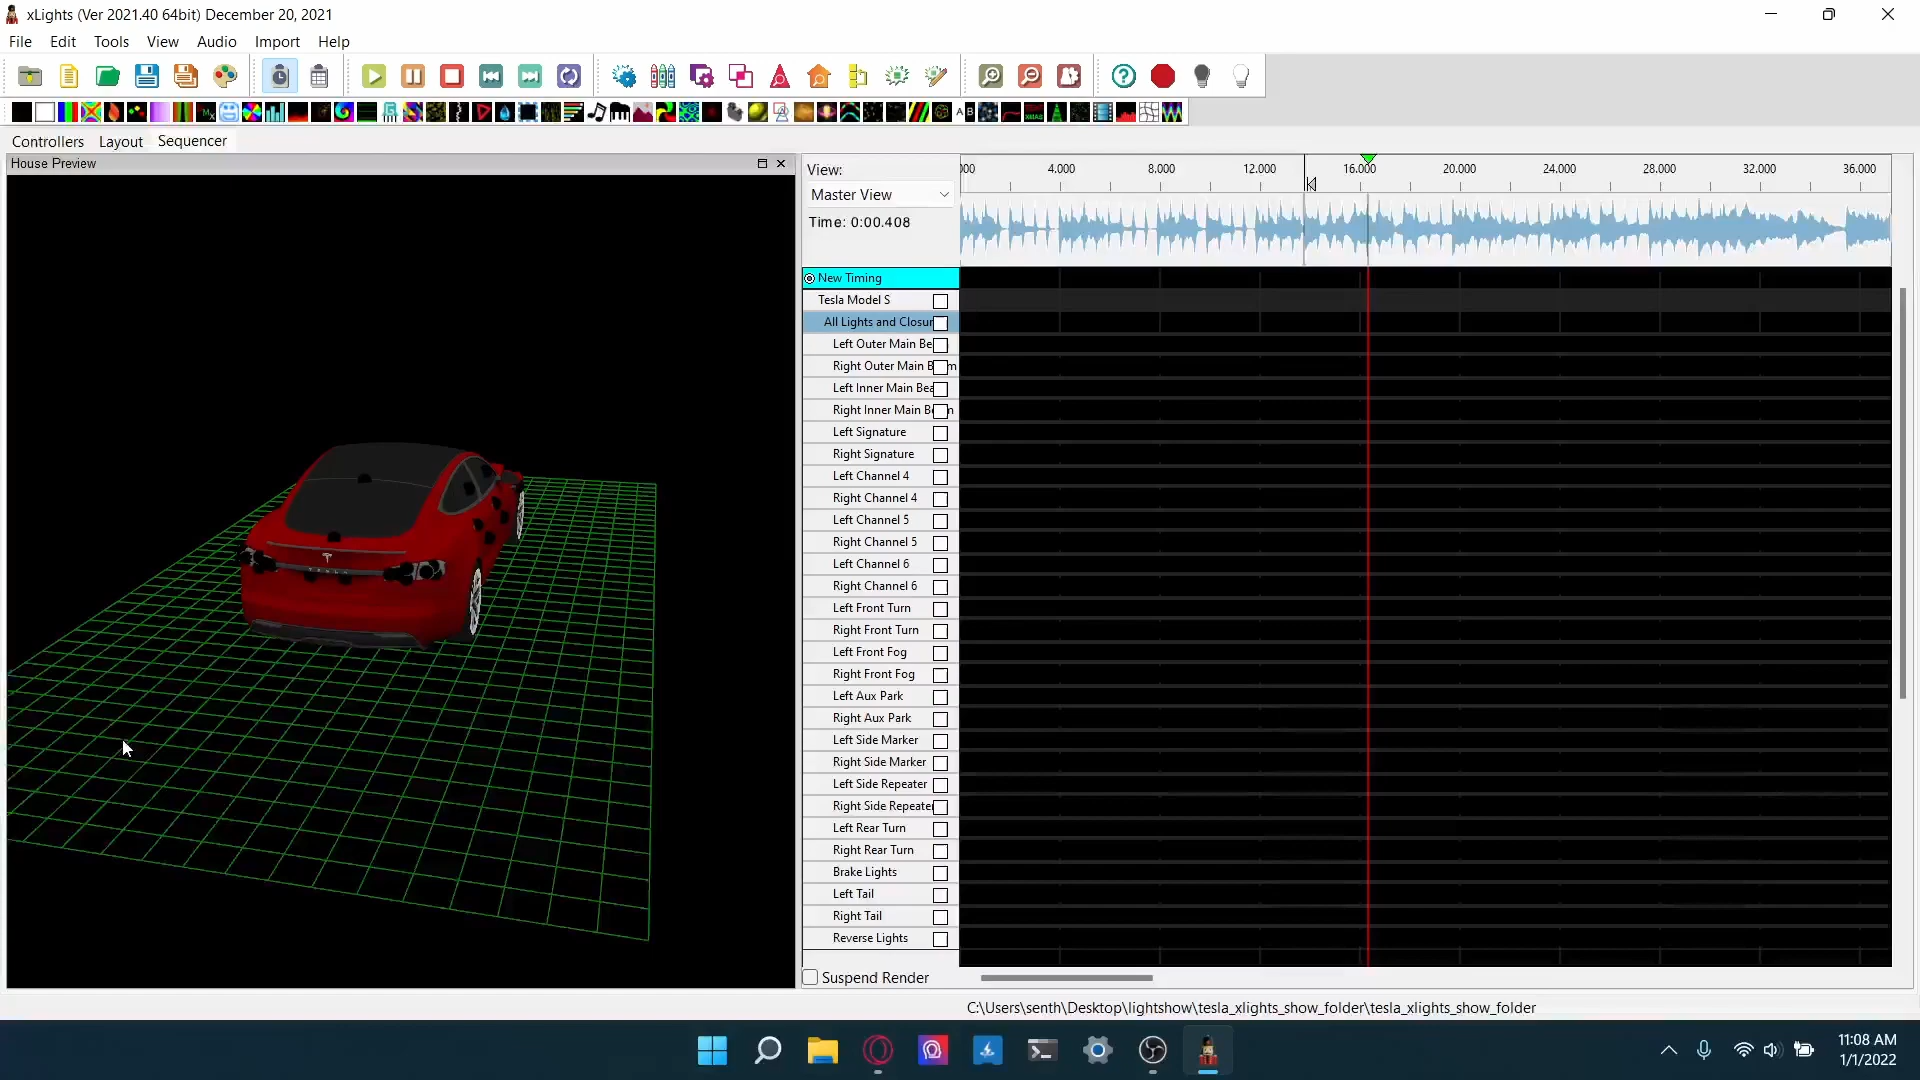 xLights (Ver 2021.40 64bit) December 20, 2021
File Edit Tools View Audio Import Help
Controllers Layout Sequencer
House Preview
View:
Master View
Time: 0:00.408
4.000 8.000 12.000 16.000 20.000 24.000 28.000 32.000 36.000
New Timing
Tesla Model S
All Lights and Closur
Left Outer Main Be
Right Outer Main B
Left Inner Main Bea
Right Inner Main B
Left Signature
Right Signature
Left Channel 4
Right Channel 4
Left Channel 5
Right Channel 5
Left Channel 6
Right Channel 6
Left Front Turn
Right Front Turn
Left Front Fog
Right Front Fog
Left Aux Park
Right Aux Park
Left Side Marker
Right Side Marker
Left Side Repeater
Right Side Repeater
Left Rear Turn
Right Rear Turn
Brake Lights
Left Tail
Right Tail
Reverse Lights
Suspend Render
C:\Users\senth\Desktop\lightshow\tesla_xlights_show_folder\tesla_xlights_show_folder
11:08 AM
1/1/2022